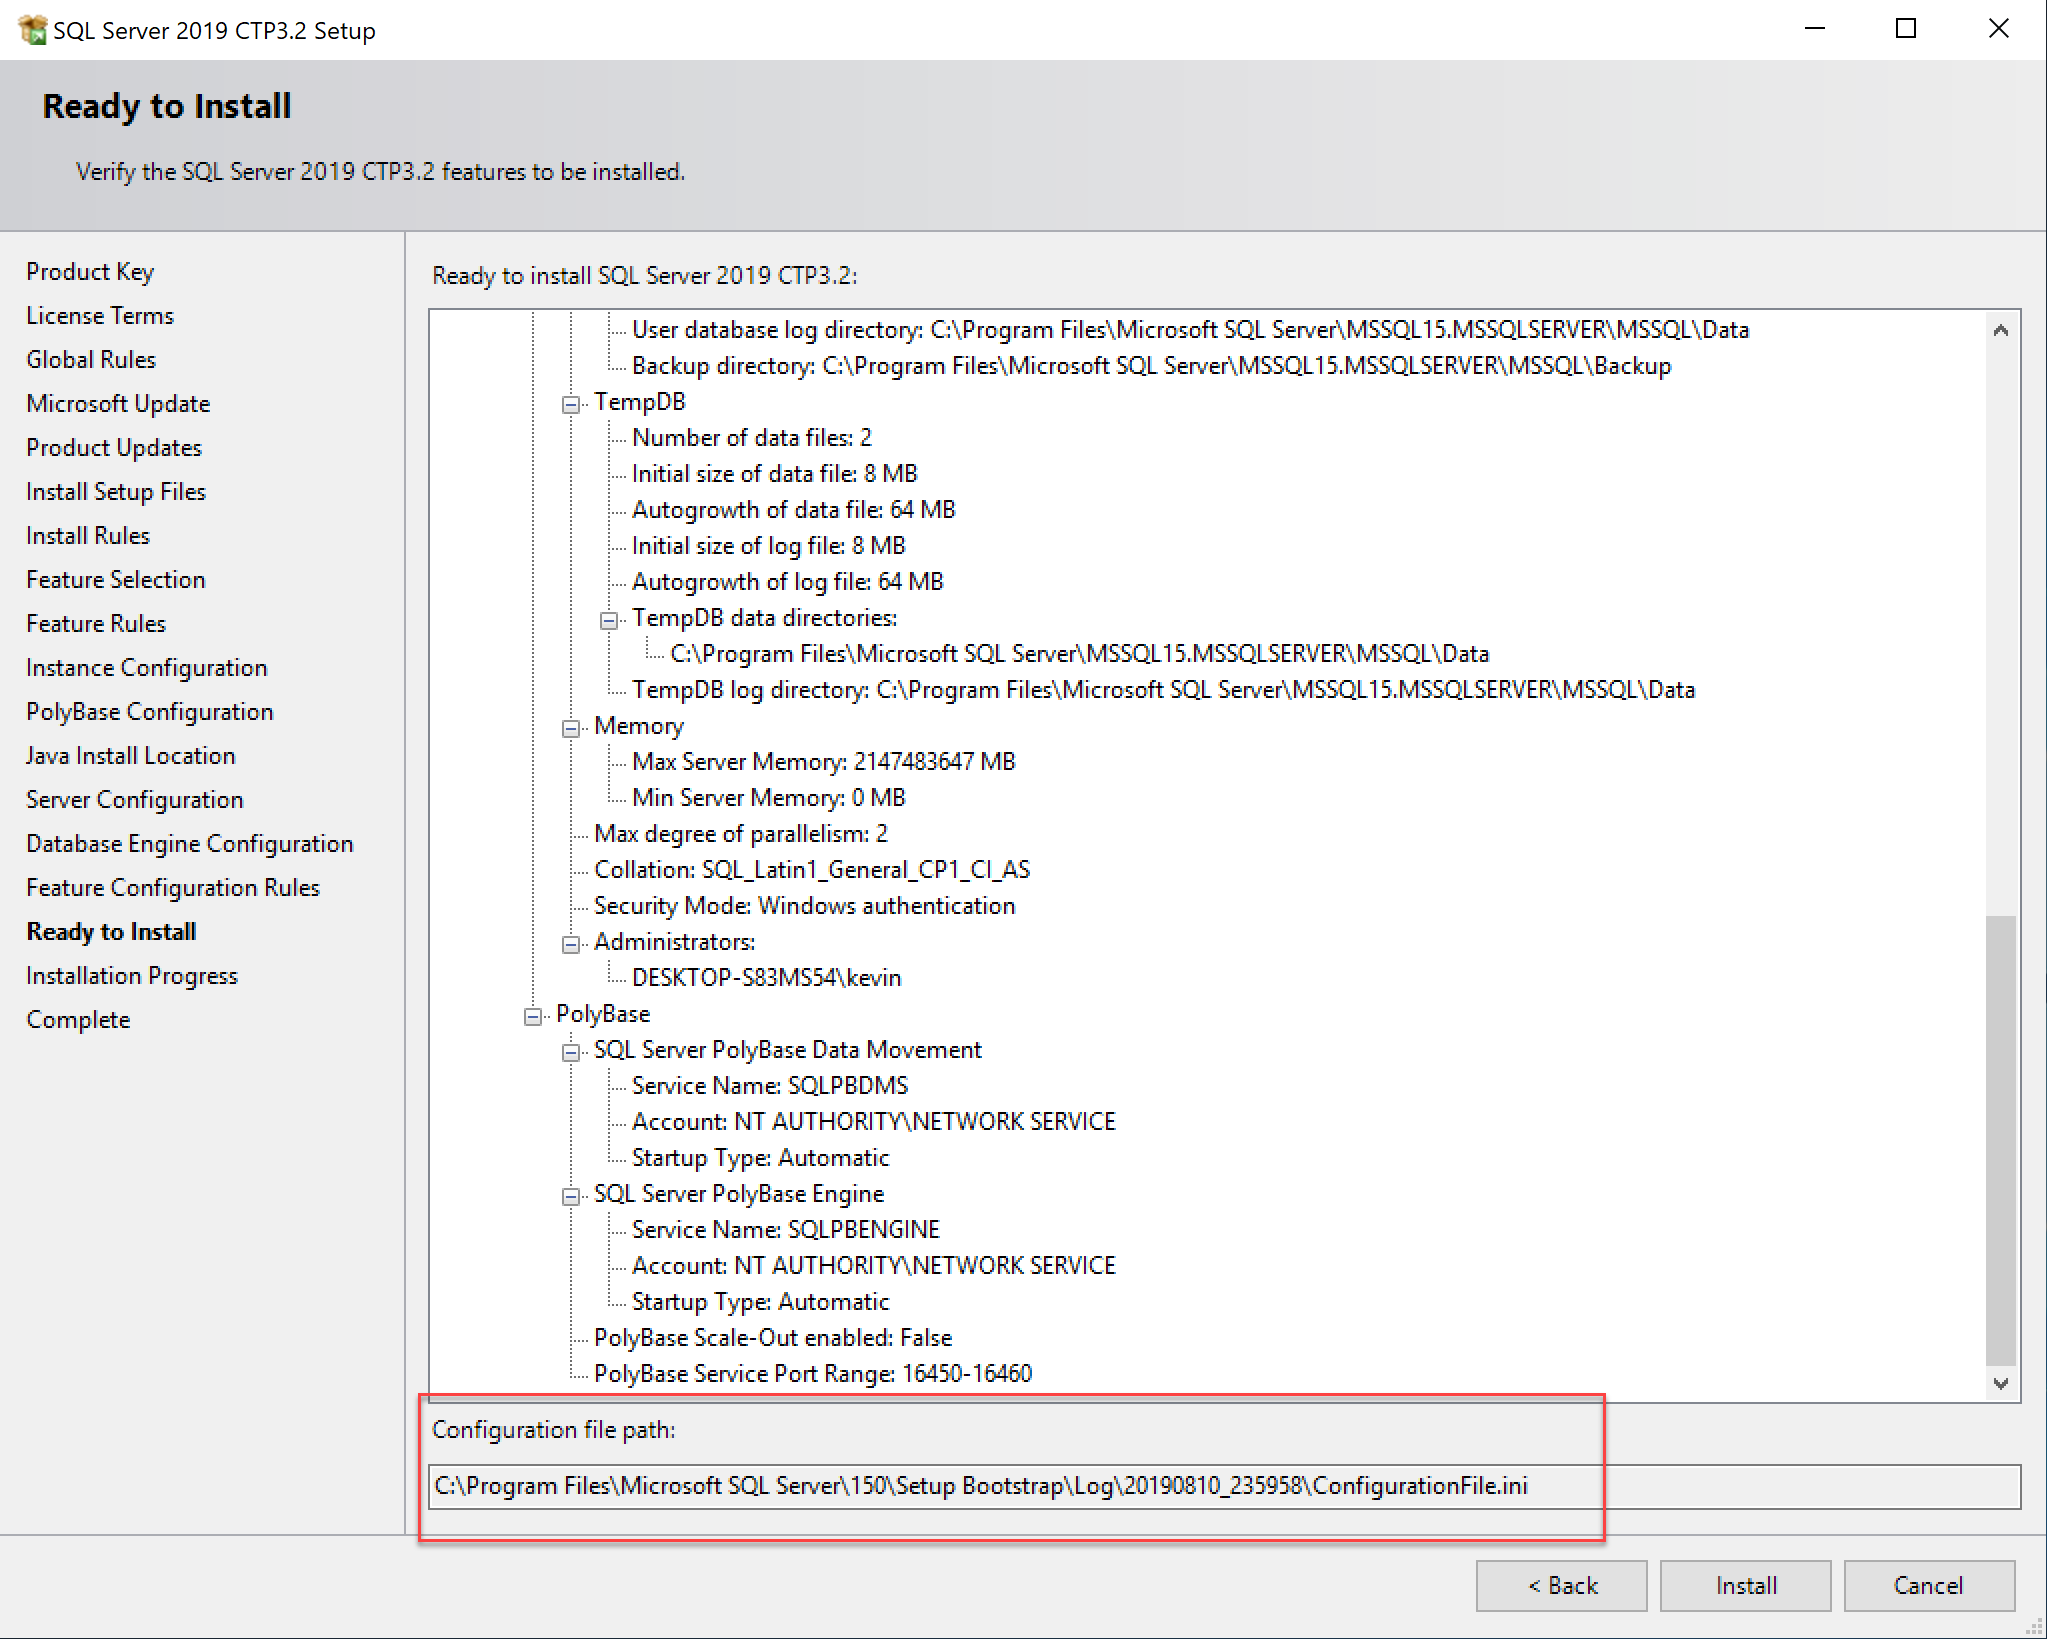 SQL Server 2019 CTP3.2 Setup
Ready to Install
Verify the SQL Server 2019 CTP3.2 features to be installed.
Product Key
License Terms
Global Rules
Microsoft Update
Product Updates
Install Setup Files
Install Rules
Feature Selection
Feature Rules
Instance Configuration
PolyBase Configuration
Java Install Location
Server Configuration
Database Engine Configuration
Feature Configuration Rules
Ready to Install
Installation Progress
Complete
Ready to install SQL Server 2019 CTP3.2:
User database log directory: C:\Program Files\Microsoft SQL Server\MSSQL15.MSSQLSERVER\MSSQL\Data
Backup directory: C:\Program Files\Microsoft SQL Server\MSSQL15.MSSQLSERVER\MSSQL\Backup
TempDB
Number of data files: 2
Initial size of data file: 8 MB
Autogrowth of data file: 64 MB
Initial size of log file: 8 MB
Autogrowth of log file: 64 MB
TempDB data directories:
C:\Program Files\Microsoft SQL Server\MSSQL15.MSSQLSERVER\MSSQL\Data
TempDB log directory: C:\Program Files\Microsoft SQL Server\MSSQL15.MSSQLSERVER\MSSQL\Data
Memory
Max Server Memory: 2147483647 MB
Min Server Memory: 0 MB
Max degree of parallelism: 2
Collation: SQL_Latin1_General_CP1_CI_AS
Security Mode: Windows authentication
Administrators:
DESKTOP-S83MS54\kevin
PolyBase
SQL Server PolyBase Data Movement
Service Name: SQLPBDMS
Account: NT AUTHORITY\NETWORK SERVICE
Startup Type: Automatic
SQL Server PolyBase Engine
Service Name: SQLPBENGINE
Account: NT AUTHORITY\NETWORK SERVICE
Startup Type: Automatic
PolyBase Scale-Out enabled: False
PolyBase Service Port Range: 16450-16460
Configuration file path:
C:\Program Files\Microsoft SQL Server\150\Setup Bootstrap\Log\20190810_235958\ConfigurationFile.ini
< Back
Install
Cancel